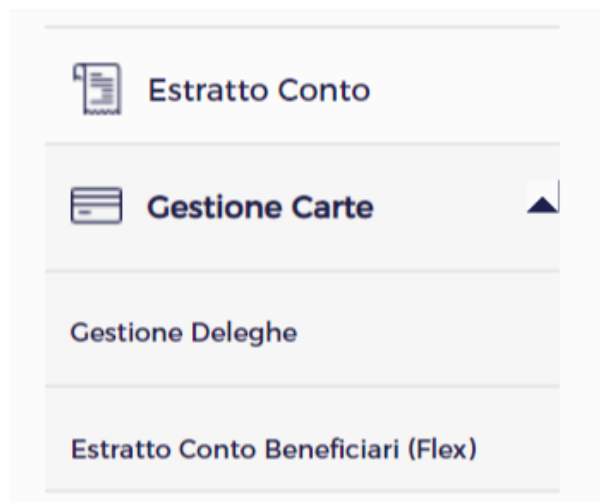 Estratto Conto
Gestione Carte
Gestione Deleghe
Estratto Conto Beneficiari (Flex)